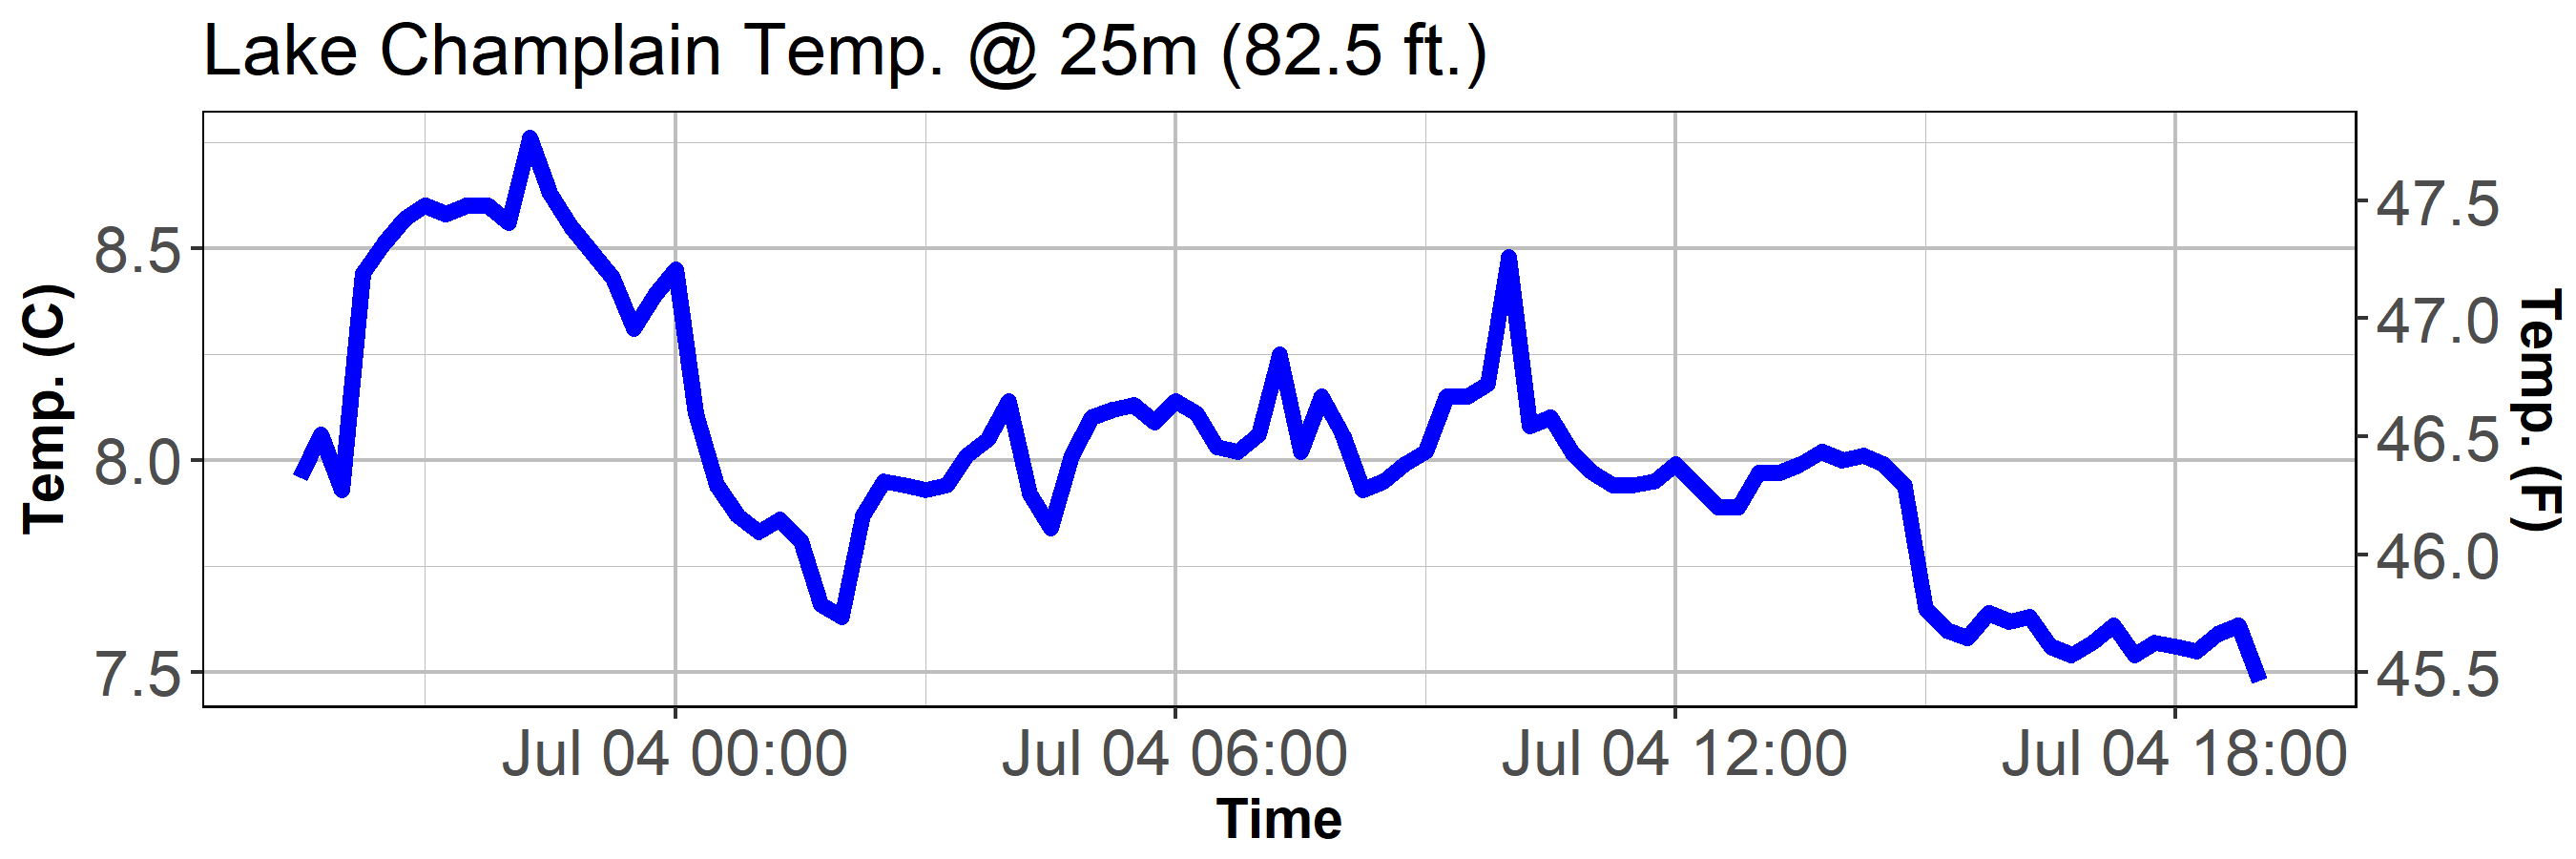 Lake Champlain Temp. @ 25m (82.5 ft.)
Temp. (C)
8.5
8.0
7.5
47.5
47.0
46.5
46.0
45.5
Temp. (F)
Jul 04 00:00 Jul 04 06:00 Jul 04 12:00 Jul 04 18:00
Time